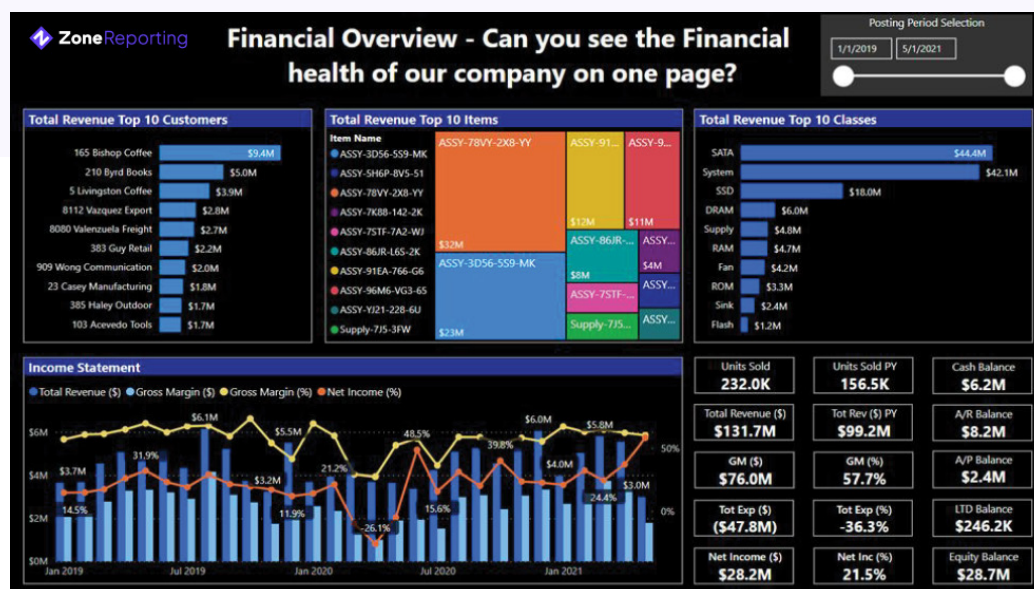 ZoneReporting
Financial Overview - Can you see the Financial
health of our company on one page?
Posting Period Selection
1/1/2019 5/1/2021
Total Revenue Top 10 Customers
165 Bishop Coffee $9.4M
210 Byrd Books $5.0M
5 Livingston Coffee $3.9M
8112 Vazquez Export $2.8M
8080 Valenzuela Freight $2.7M
383 Guy Retail $2.2M
909 Wong Communication $2.0M
23 Casey Manufacturing $1.8M
385 Haley Outdoor $1.7M
103 Acevedo Tools $1.7M
Total Revenue Top 10 Items
Item Name
ASSY-3D56-5S9-MK
ASSY-5H6P-8V5-51
ASSY-78VY-2X8-YY
ASSY-7K88-142-2K
ASSY-7STF-7A2-WJ
ASSY-86JR-L6S-2K
ASSY-91EA-766-G6
ASSY-96M6-VG3-65
ASSY-YJ21-228-6U
Supply-7J5-3FW
ASSY-78VY-2X8-YY
$32M
ASSY-3D56-5S9-MK
$23M
ASSY-91...
$12M
ASSY-9...
$11M
ASSY-86JR-...
$8M
ASSY...
$4M
ASSY-7STF-...
ASSY...
Supply-7J5...
ASSY...
Total Revenue Top 10 Classes
SATA $44.4M
System $42.1M
SSD $18.0M
DRAM $6.0M
Supply $4.8M
RAM $4.7M
Fan $4.2M
ROM $3.3M
Sink $2.4M
Flash $1.2M
Income Statement
Total Revenue ($) Gross Margin ($) Gross Margin (%) Net Income (%)
$6M
$4M
$2M
$0M
50%
0%
$3.7M
14.5%
31.9%
$6.1M
$3.2M
$5.5M
11.9%
21.2%
-26.1%
48.5%
15.6%
39.8%
$6.0M
$4.0M
$5.8M
24.4%
$3.0M
Jan 2019 Jul 2019 Jan 2020 Jul 2020 Jan 2021
Units Sold
232.0K
Units Sold PY
156.5K
Cash Balance
$6.2M
Total Revenue ($)
$131.7M
Tot Rev ($) PY
$99.2M
A/R Balance
$8.2M
GM ($)
$76.0M
GM (%)
57.7%
A/P Balance
$2.4M
Tot Exp ($)
($47.8M)
Tot Exp (%)
-36.3%
LTD Balance
$246.2K
Net Income ($)
$28.2M
Net Inc (%)
21.5%
Equity Balance
$28.7M